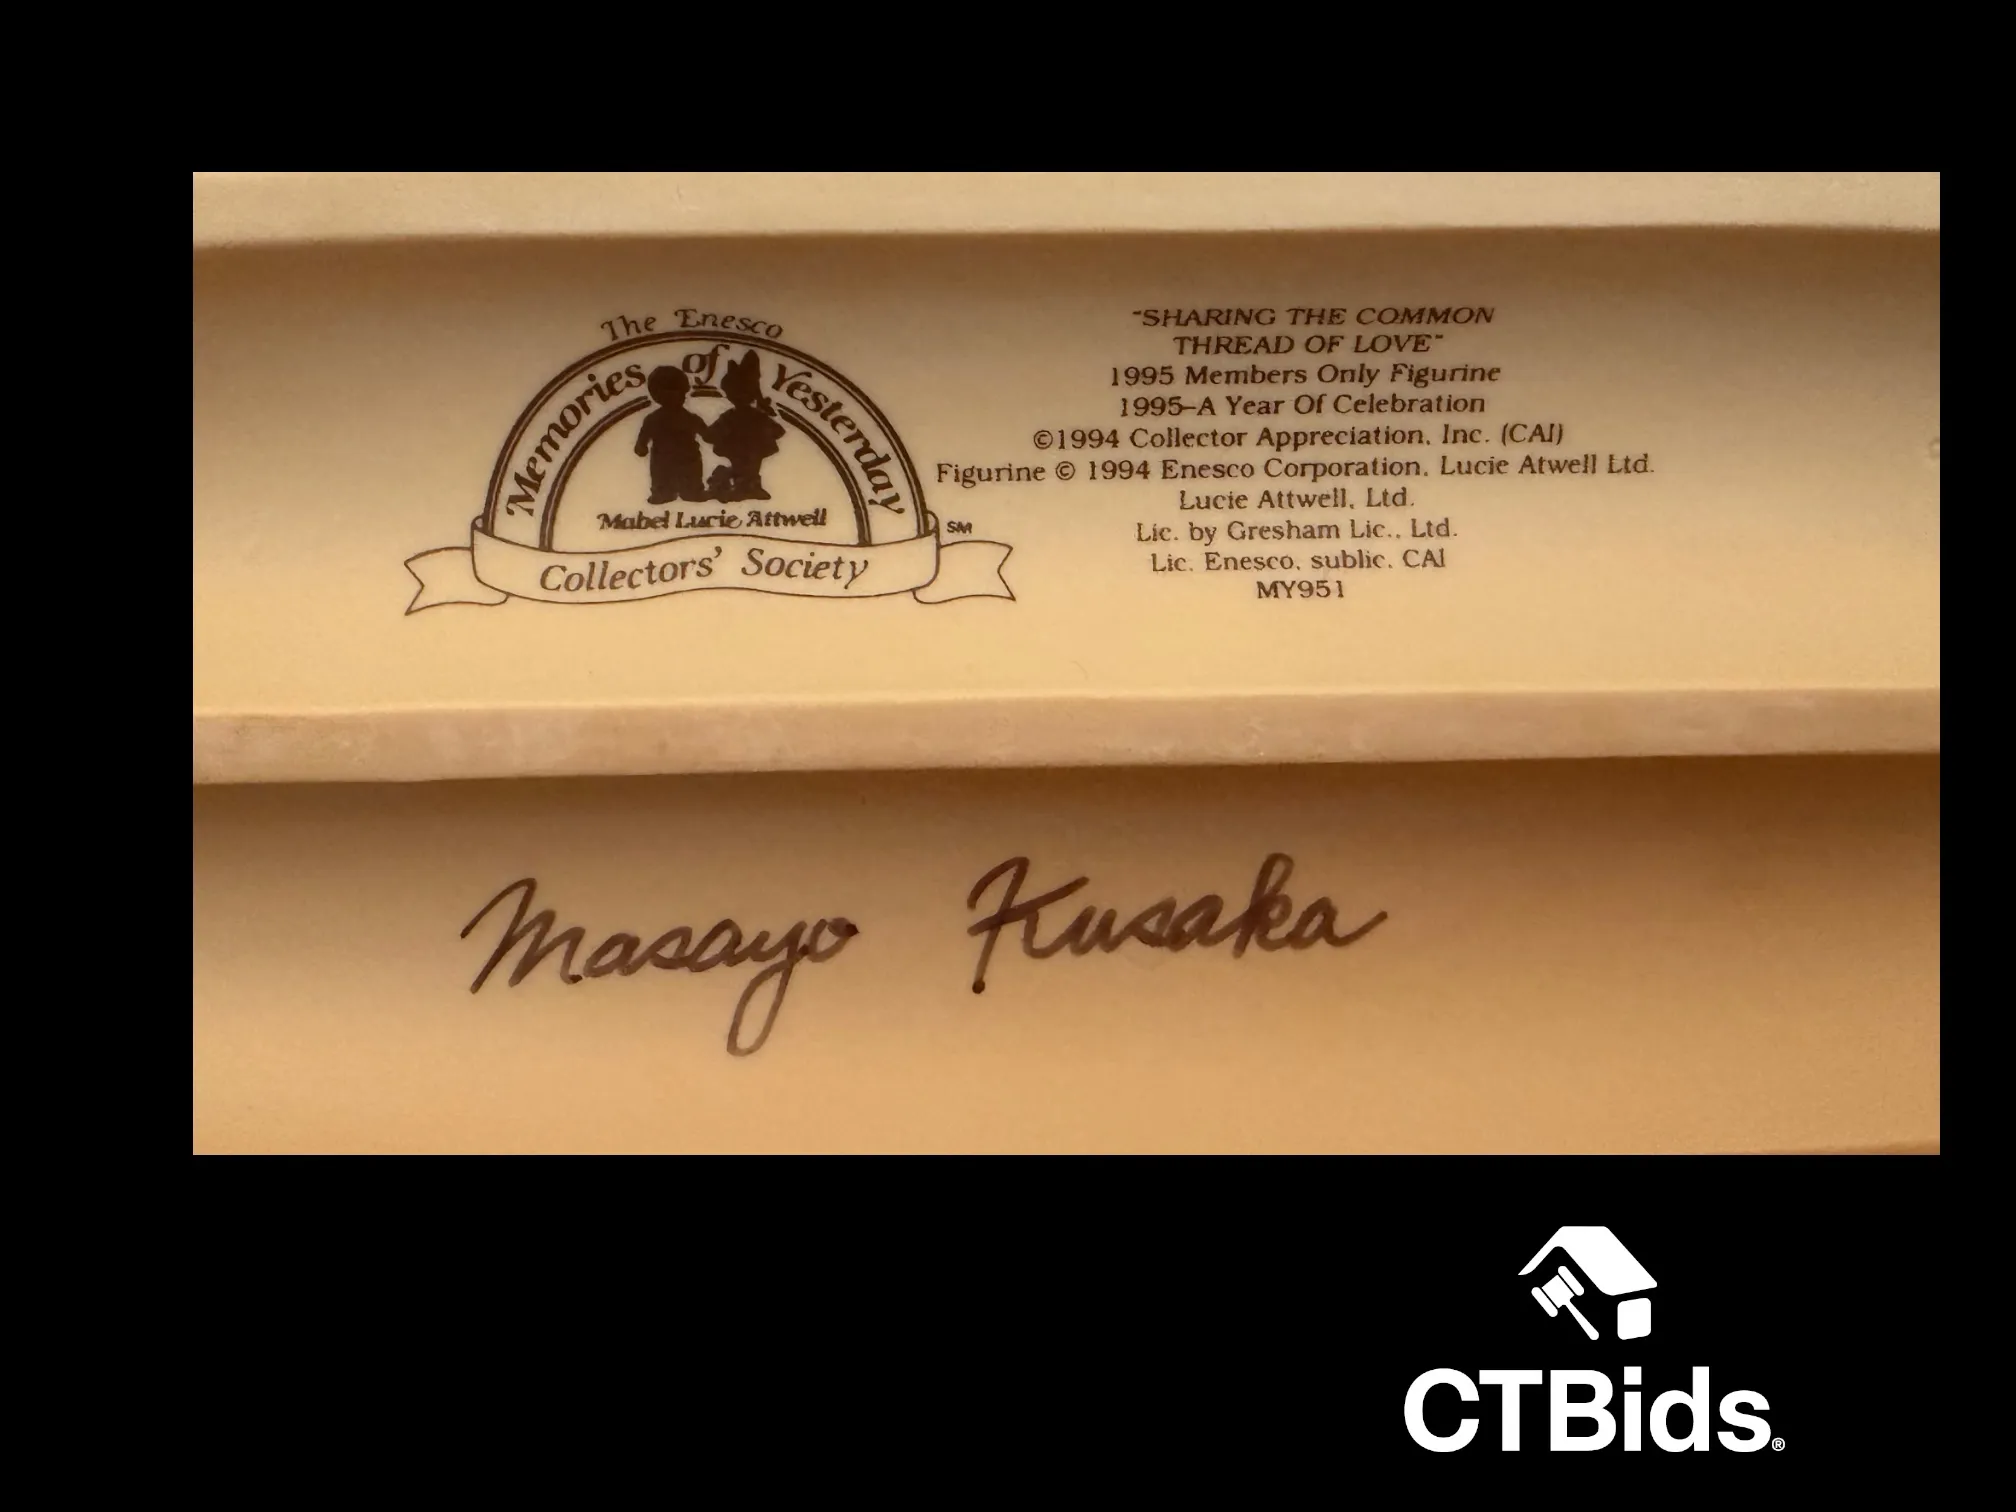 The Enesco
Memories of Yesterday
Mabel Lucie Attwell
SM
Collectors' Society
"SHARING THE COMMON
THREAD OF LOVE"
1995 Members Only Figurine
1995–A Year Of Celebration
©1994 Collector Appreciation, Inc. (CAI)
Figurine © 1994 Enesco Corporation, Lucie Atwell Ltd.
Lucie Attwell, Ltd.
Lic. by Gresham Lic., Ltd.
Lic. Enesco, sublic. CAI
MY951
Masayo Kusaka
CTBids®